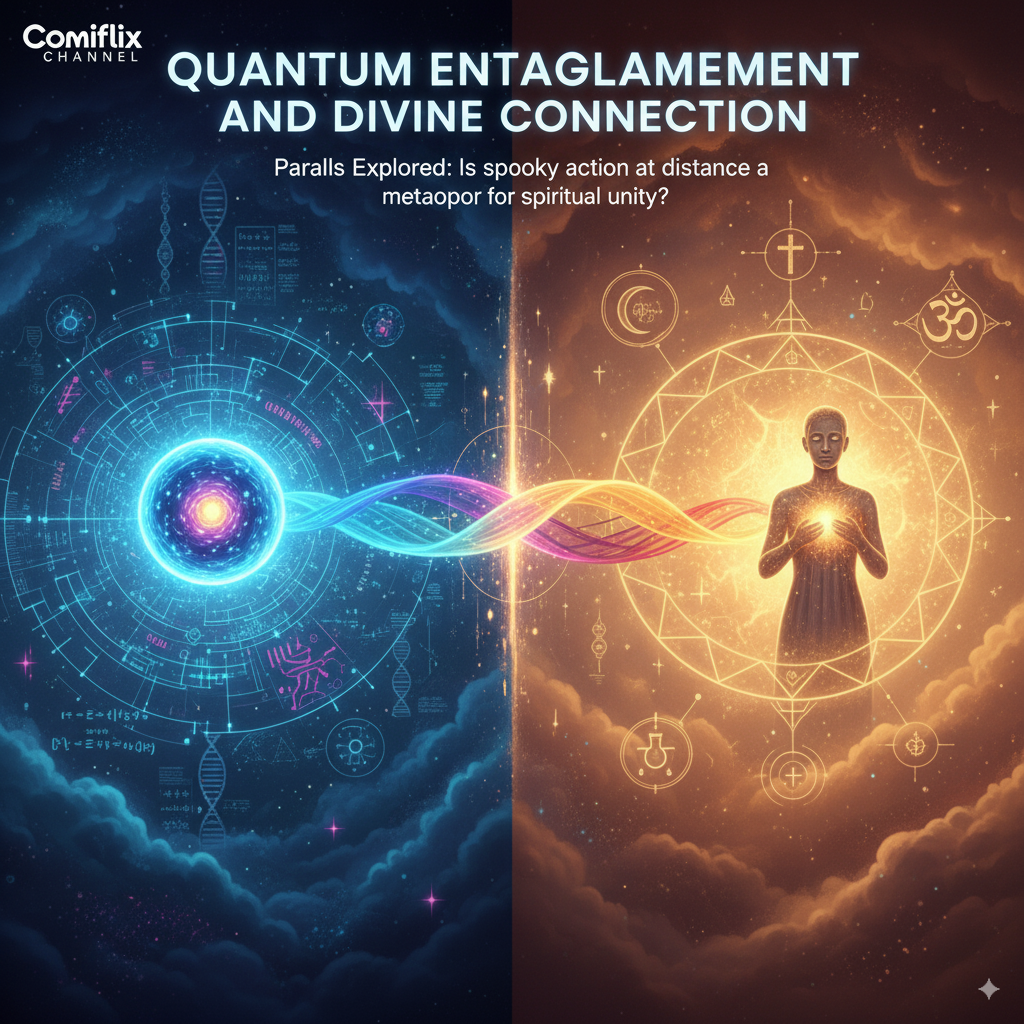 Comiflix
CHANNEL
QUANTUM ENTAGLAMEMENT
AND DIVINE CONNECTION
Paralls Explored: Is spooky action at distance a
metaopor for spiritual unity?
ॐ